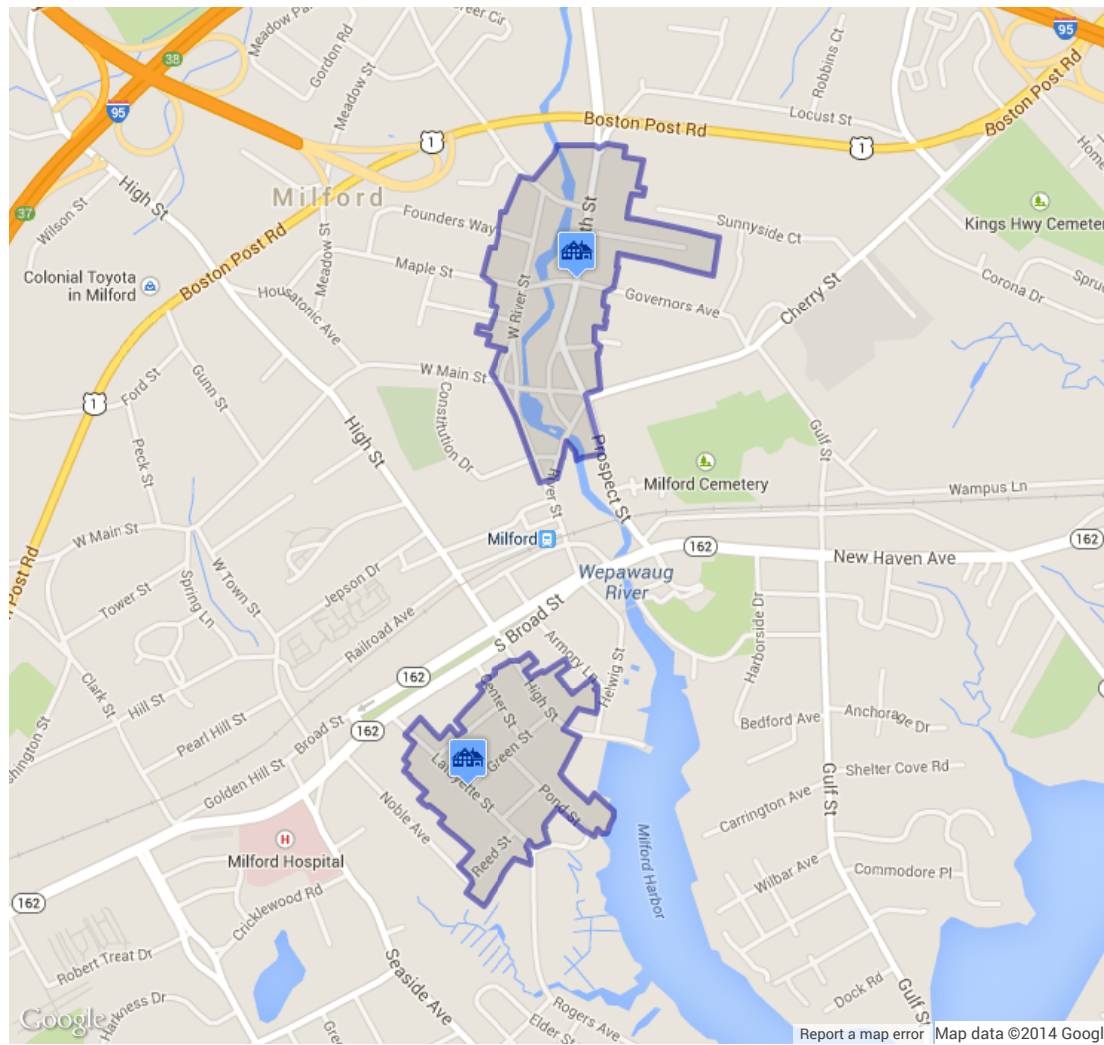 Career Cir
Meadow Park
Gordon Rd
Meadow St
38
95
95
Robbins Ct
Locust St
Boston Post Rd
Boston Post Rd
1
1
High St
Milford
37
Wilson St
Founders Way
Sunnyside Ct
Kings Hwy Cemetery
Maple St
Meadow St
Boston Post Rd
Colonial Toyota
in Milford
Housatonic Ave
W River St
Governors Ave
Cherry St
Corona Dr
W Main St
Constitution Dr
Ford St
Gunn St
1
Peck St
High St
Gulf St
Prospect St
River St
Milford Cemetery
Wampus Ln
W Main St
Milford
162
New Haven Ave
162
Post Rd
W Town St
Tower St
Spring Ln
Jepson Dr
Railroad Ave
Wepawaug
River
S Broad St
Harborside Dr
Armory Ln
Helwig St
162
Clark St
Hill St
Pearl Hill St
Broad St
162
Center St
High St
Green St
Bedford Ave
Anchorage Dr
Golden Hill St
Lafayette St
Pond St
Gulf St
Shelter Cove Rd
Carrington Ave
Noble Ave
Reed St
Milford Harbor
H
Milford Hospital
Wilbar Ave
Commodore Pl
162
Cricklewood Rd
Robert Treat Dr
Seaside Ave
Dock Rd
Gulf St
Harkness Dr
Rogers Ave
Elder St
Google
Report a map error
Map data ©2014 Googl